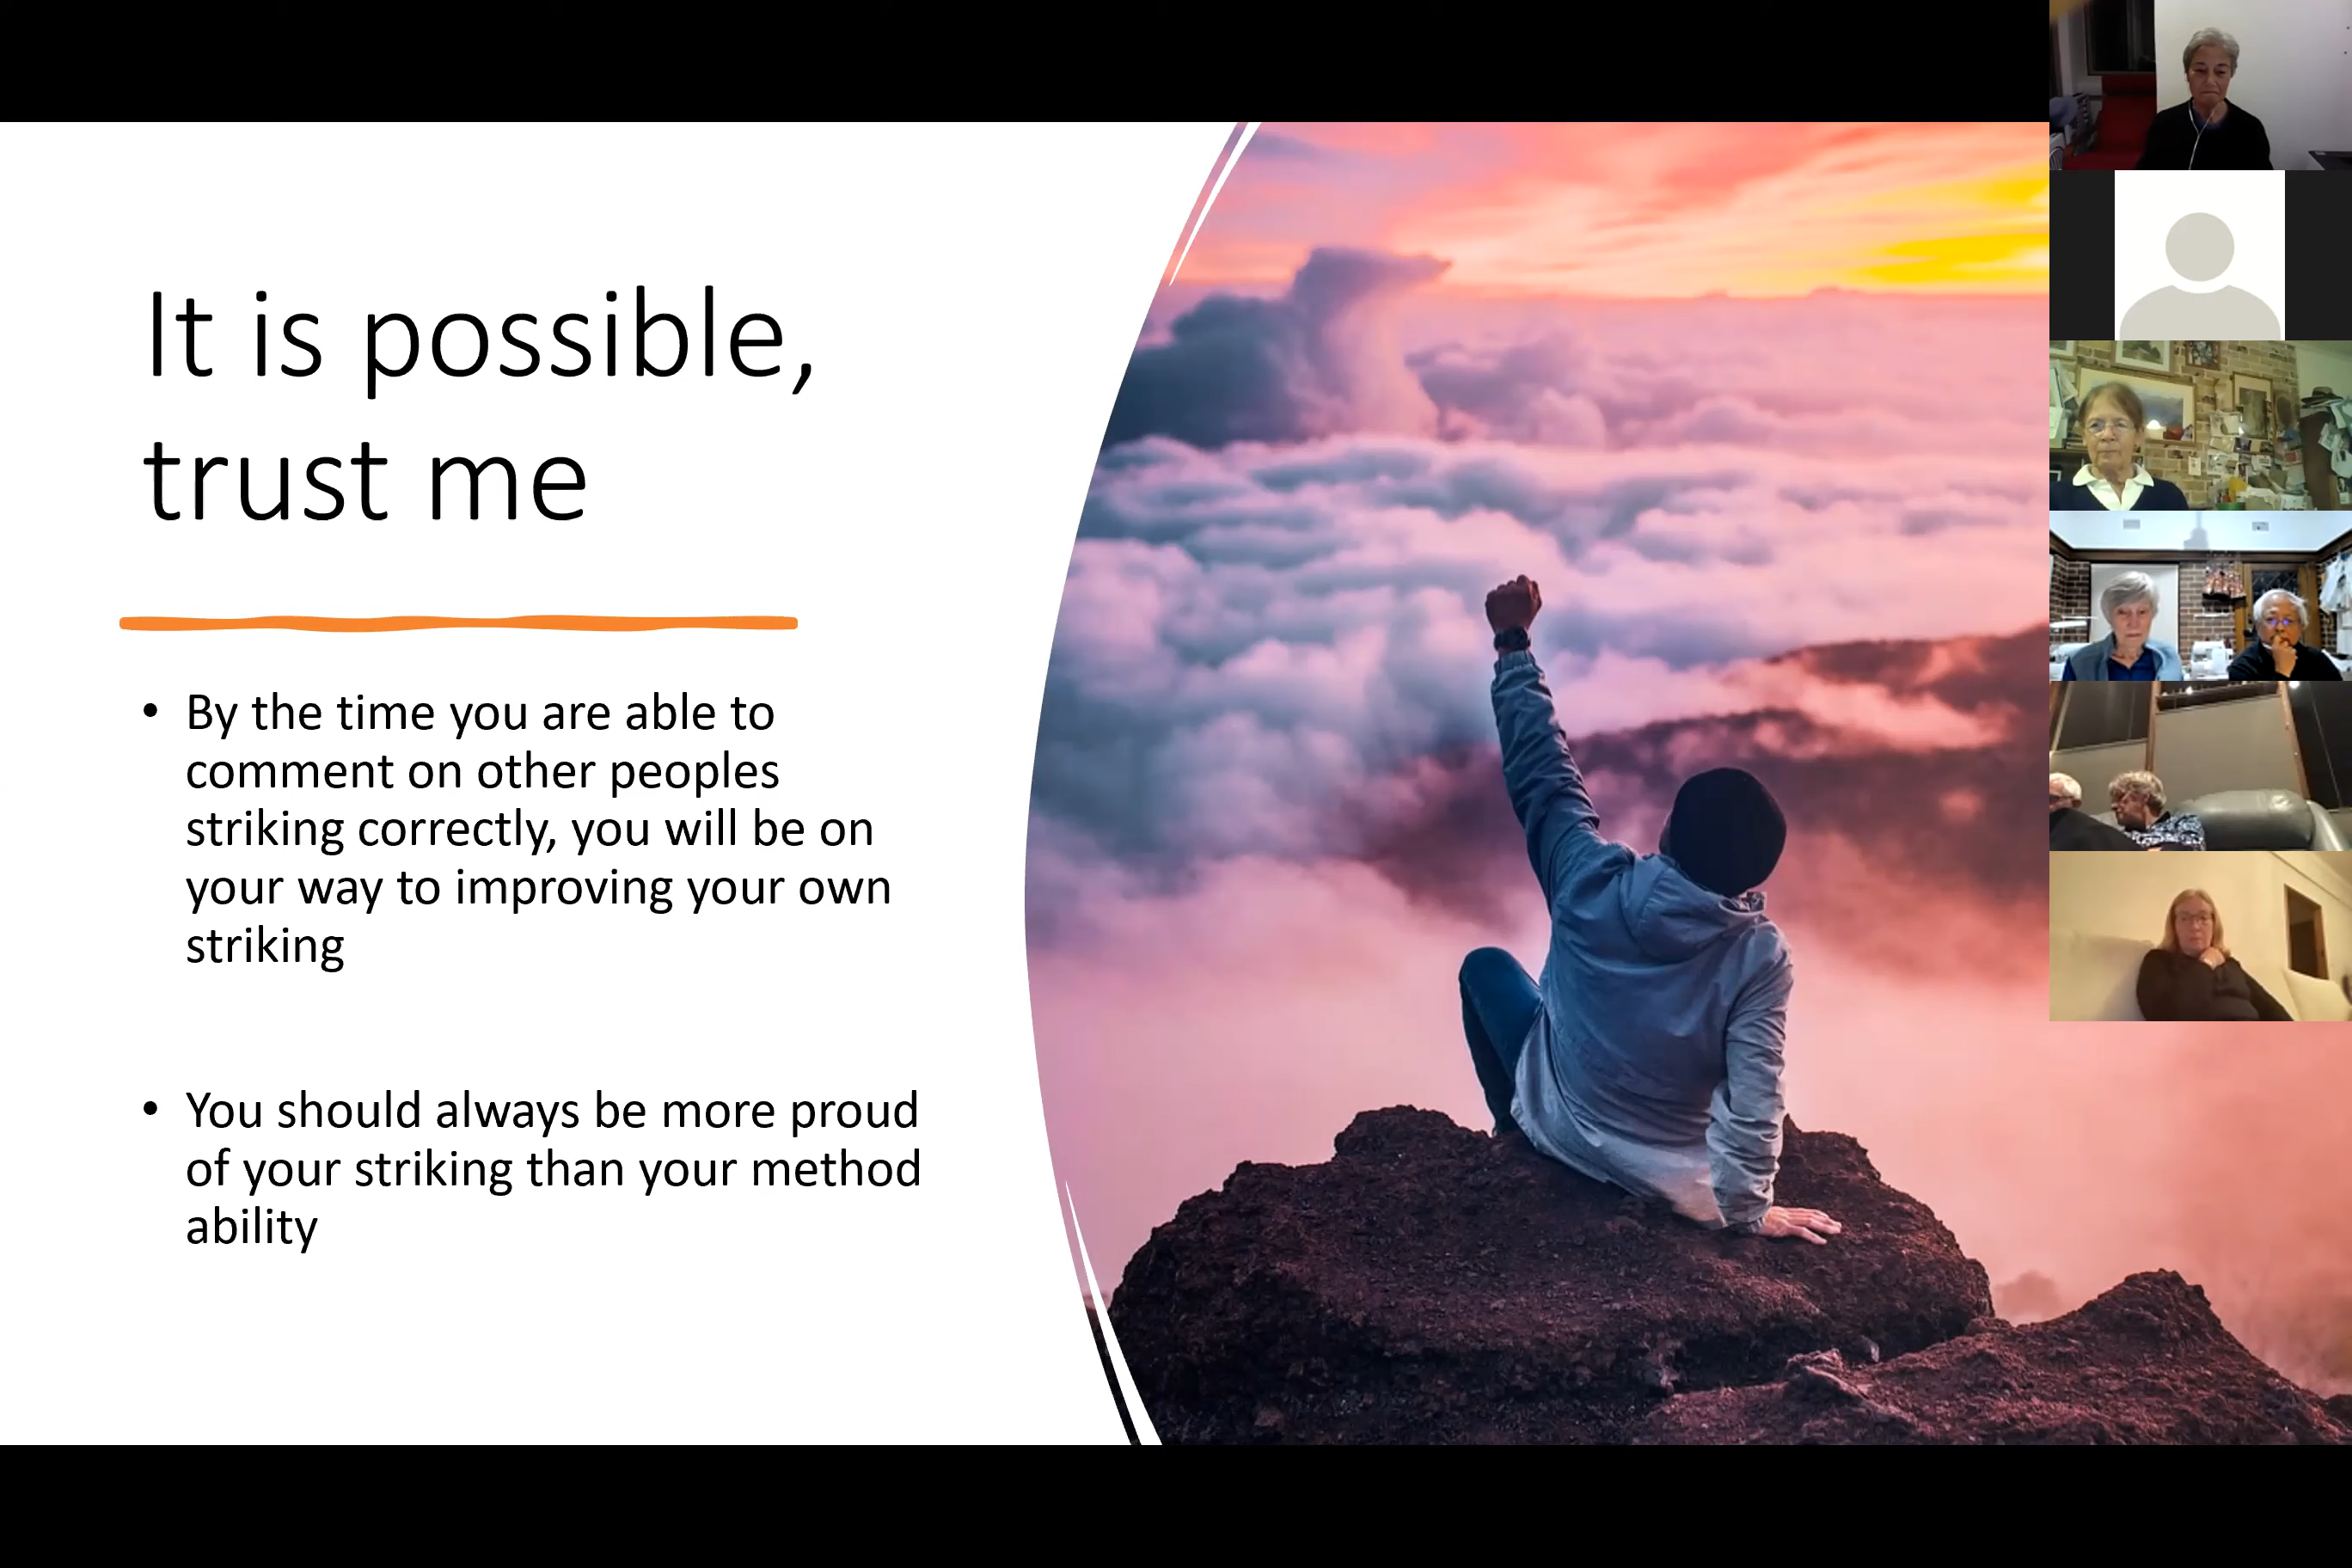 It is possible,
trust me
• By the time you are able to
comment on other peoples
striking correctly, you will be on
your way to improving your own
striking
• You should always be more proud
of your striking than your method
ability